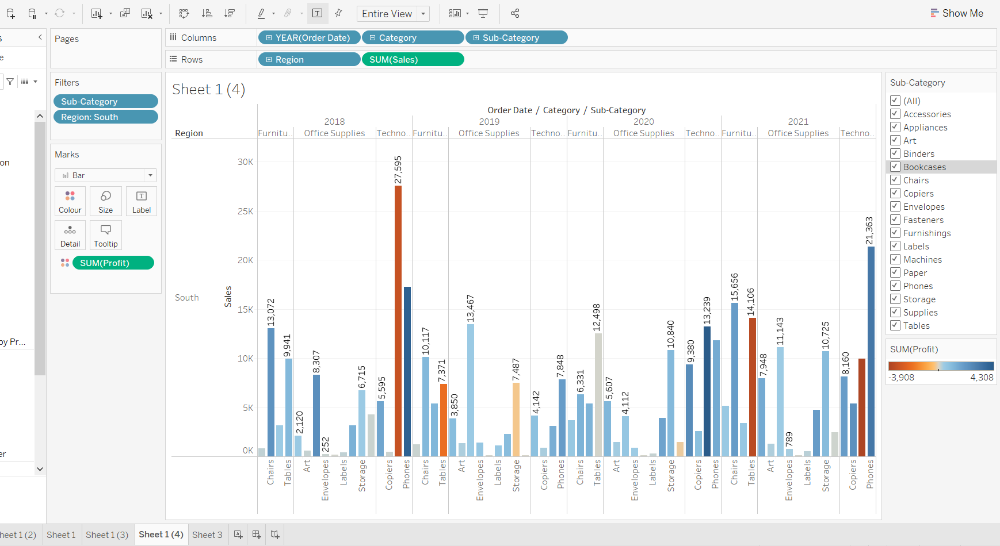 Entire View
Show Me
s
Pages
Columns
YEAR(Order Date)
Category
Sub-Category
e
Rows
Region
SUM(Sales)
Filters
Sub-Category
Region: South
Marks
Bar
Colour
Size
Label
Detail
Tooltip
SUM(Profit)
on
by Pr...
er
Sheet 1 (4)
Order Date / Category / Sub-Category
2018
2019
2020
2021
Region
Furnitu..
Office Supplies
Techno..
Furnitu..
Office Supplies
Techno..
Furnitu..
Office Supplies
Techno..
Furnitu..
Office Supplies
Techno..
South
Sales
30K
25K
20K
15K
10K
5K
0K
13,072
9,941
2,120
8,307
252
6,715
5,595
27,595
10,117
7,371
3,850
13,467
7,487
4,142
7,848
6,331
12,498
5,607
4,112
10,840
9,380
13,239
15,656
14,106
7,948
11,143
789
10,725
8,160
21,363
Chairs
Tables
Art
Envelopes
Labels
Storage
Copiers
Phones
Chairs
Tables
Art
Envelopes
Labels
Storage
Copiers
Phones
Chairs
Tables
Art
Envelopes
Labels
Storage
Copiers
Phones
Chairs
Tables
Art
Envelopes
Labels
Storage
Copiers
Phones
Sub-Category
(All)
Accessories
Appliances
Art
Binders
Bookcases
Chairs
Copiers
Envelopes
Fasteners
Furnishings
Labels
Machines
Paper
Phones
Storage
Supplies
Tables
SUM(Profit)
-3,908
4,308
heet 1 (2)
Sheet 1
Sheet 1 (3)
Sheet 1 (4)
Sheet 3